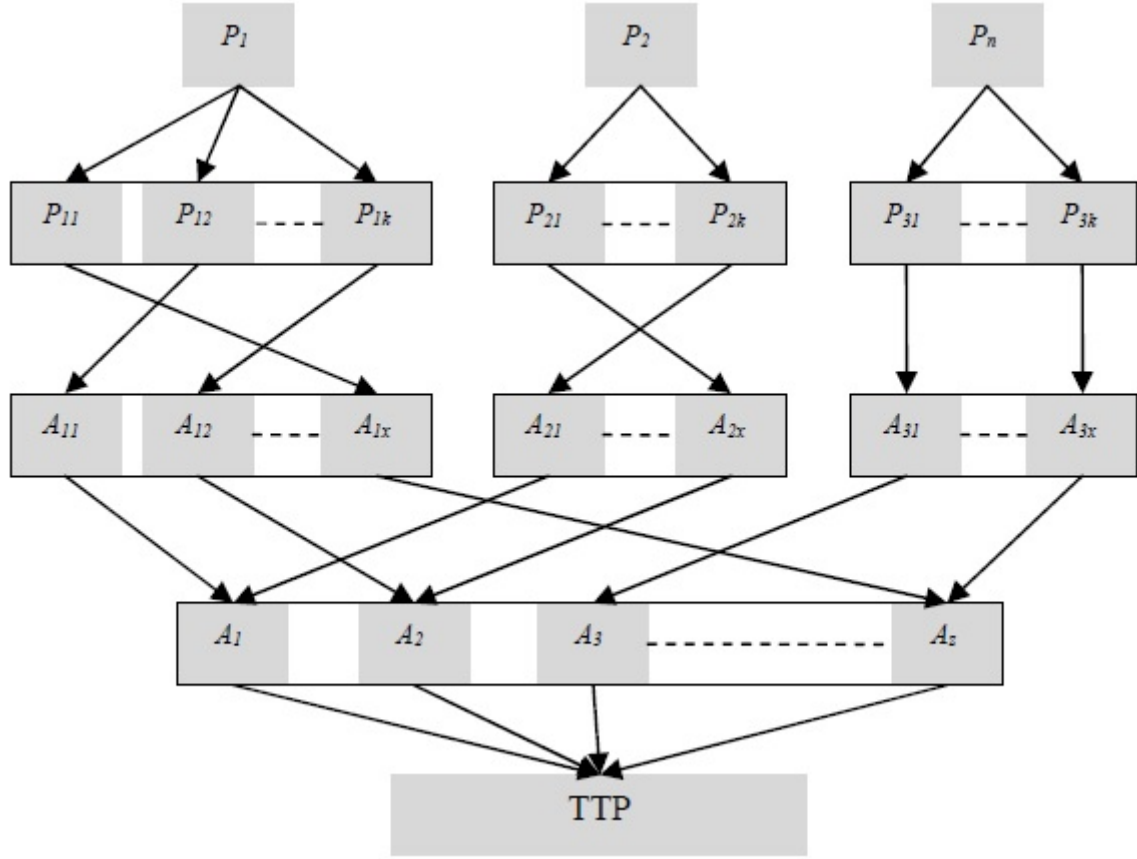 P1 P2 Pn
P11 P12 P1k P21 P2k P31 P3k
A11 A12 A1x A21 A2x A31 A3x
A1 A2 A3 Az
TTP